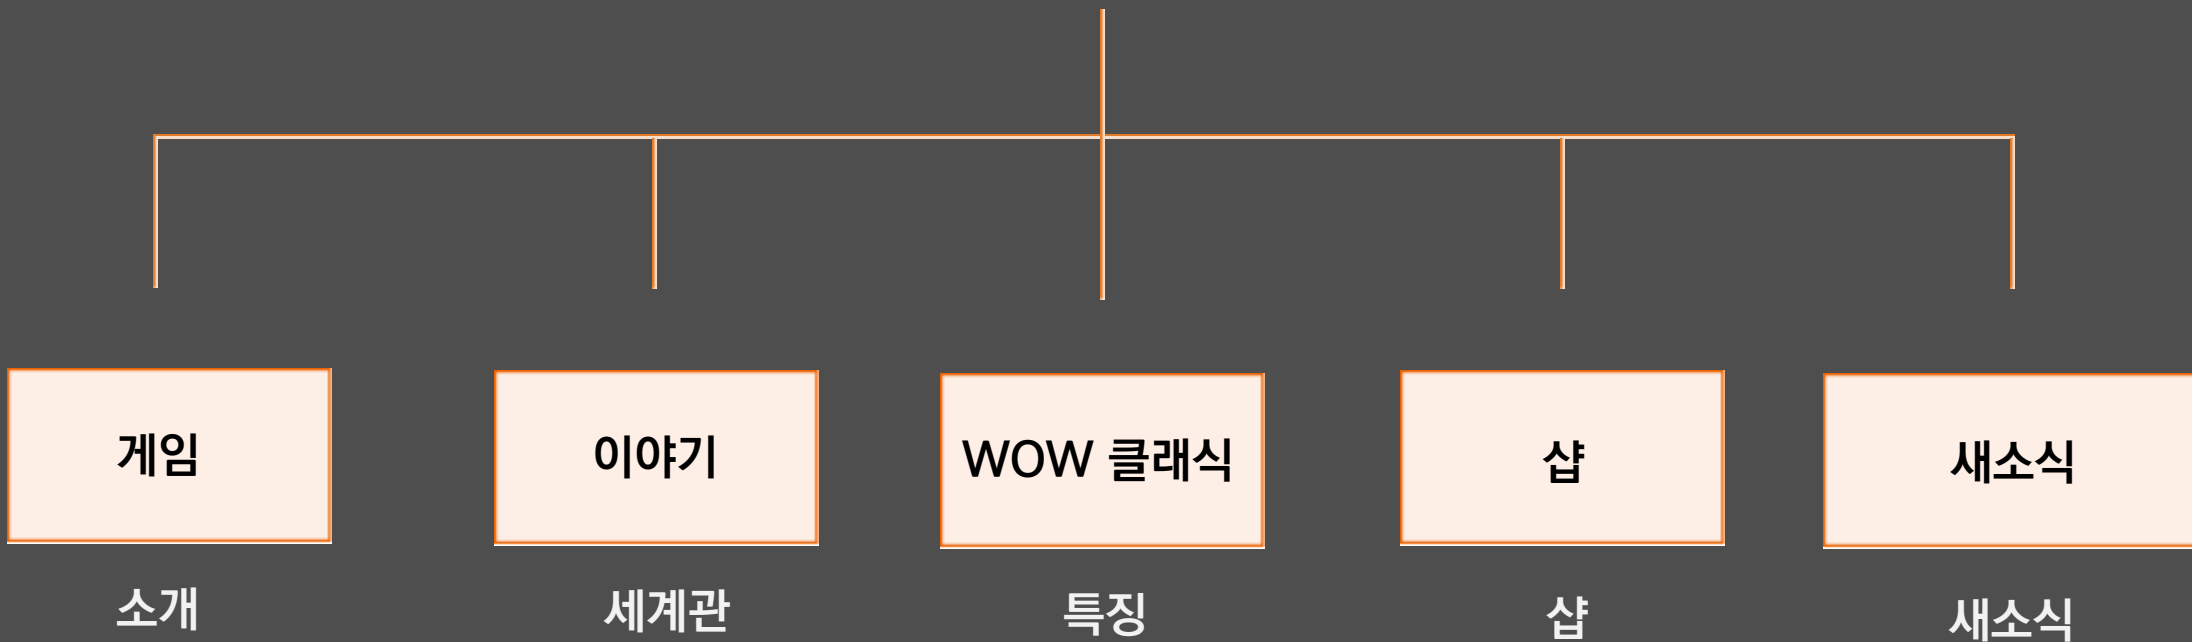 게임
이야기
WOW 클래식
샵
새소식
소개
세계관
특징
샵
새소식